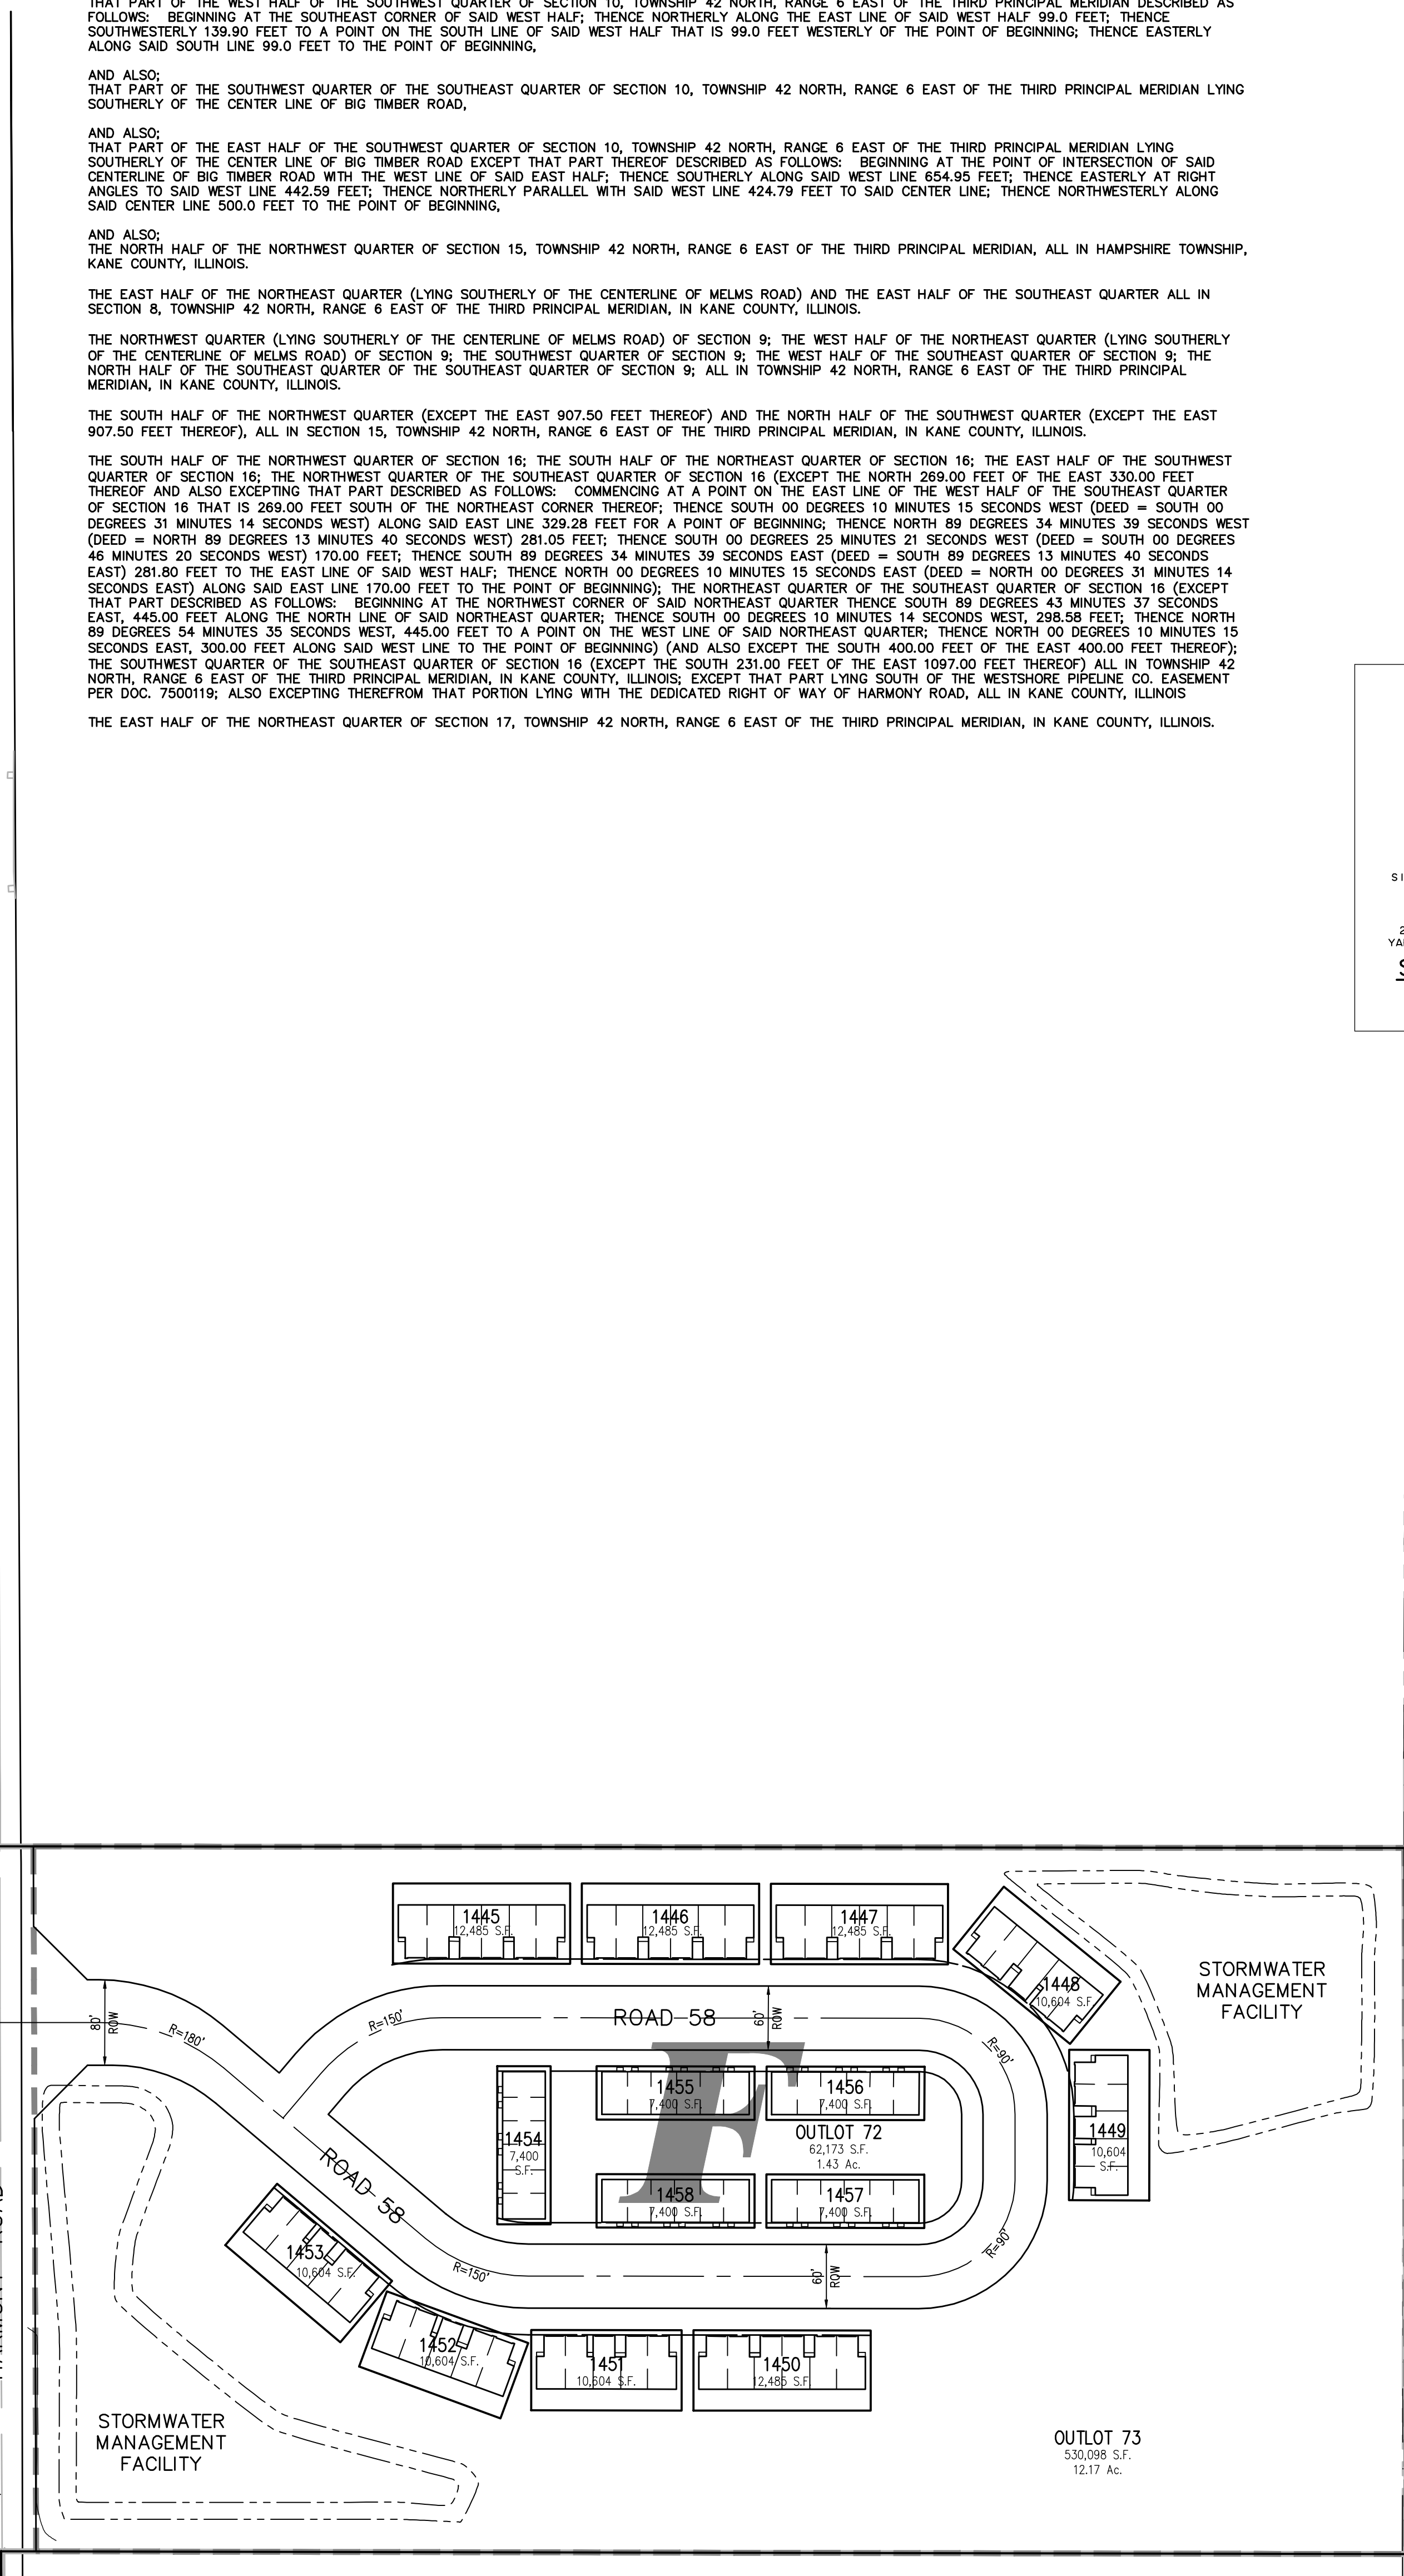 THAT PART OF THE WEST HALF OF THE SOUTHWEST QUARTER OF SECTION 10, TOWNSHIP 42 NORTH, RANGE 6 EAST OF THE THIRD PRINCIPAL MERIDIAN DESCRIBED AS
FOLLOWS: BEGINNING AT THE SOUTHEAST CORNER OF SAID WEST HALF; THENCE NORTHERLY ALONG THE EAST LINE OF SAID WEST HALF 99.0 FEET; THENCE
SOUTHWESTERLY 139.90 FEET TO A POINT ON THE SOUTH LINE OF SAID WEST HALF THAT IS 99.0 FEET WESTERLY OF THE POINT OF BEGINNING; THENCE EASTERLY
ALONG SAID SOUTH LINE 99.0 FEET TO THE POINT OF BEGINNING,
AND ALSO;
THAT PART OF THE SOUTHWEST QUARTER OF THE SOUTHEAST QUARTER OF SECTION 10, TOWNSHIP 42 NORTH, RANGE 6 EAST OF THE THIRD PRINCIPAL MERIDIAN LYING
SOUTHERLY OF THE CENTER LINE OF BIG TIMBER ROAD,
AND ALSO;
THAT PART OF THE EAST HALF OF THE SOUTHWEST QUARTER OF SECTION 10, TOWNSHIP 42 NORTH, RANGE 6 EAST OF THE THIRD PRINCIPAL MERIDIAN LYING
SOUTHERLY OF THE CENTER LINE OF BIG TIMBER ROAD EXCEPT THAT PART THEREOF DESCRIBED AS FOLLOWS: BEGINNING AT THE POINT OF INTERSECTION OF SAID
CENTERLINE OF BIG TIMBER ROAD WITH THE WEST LINE OF SAID EAST HALF; THENCE SOUTHERLY ALONG SAID WEST LINE 654.95 FEET; THENCE EASTERLY AT RIGHT
ANGLES TO SAID WEST LINE 442.59 FEET; THENCE NORTHERLY PARALLEL WITH SAID WEST LINE 424.79 FEET TO SAID CENTER LINE; THENCE NORTHWESTERLY ALONG
SAID CENTER LINE 500.0 FEET TO THE POINT OF BEGINNING,
AND ALSO;
THE NORTH HALF OF THE NORTHWEST QUARTER OF SECTION 15, TOWNSHIP 42 NORTH, RANGE 6 EAST OF THE THIRD PRINCIPAL MERIDIAN, ALL IN HAMPSHIRE TOWNSHIP,
KANE COUNTY, ILLINOIS.
THE EAST HALF OF THE NORTHEAST QUARTER (LYING SOUTHERLY OF THE CENTERLINE OF MELMS ROAD) AND THE EAST HALF OF THE SOUTHEAST QUARTER ALL IN
SECTION 8, TOWNSHIP 42 NORTH, RANGE 6 EAST OF THE THIRD PRINCIPAL MERIDIAN, IN KANE COUNTY, ILLINOIS.
THE NORTHWEST QUARTER (LYING SOUTHERLY OF THE CENTERLINE OF MELMS ROAD) OF SECTION 9; THE WEST HALF OF THE NORTHEAST QUARTER (LYING SOUTHERLY
OF THE CENTERLINE OF MELMS ROAD) OF SECTION 9; THE SOUTHWEST QUARTER OF SECTION 9; THE WEST HALF OF THE SOUTHEAST QUARTER OF SECTION 9; THE
NORTH HALF OF THE SOUTHEAST QUARTER OF THE SOUTHEAST QUARTER OF SECTION 9; ALL IN TOWNSHIP 42 NORTH, RANGE 6 EAST OF THE THIRD PRINCIPAL
MERIDIAN, IN KANE COUNTY, ILLINOIS.
THE SOUTH HALF OF THE NORTHWEST QUARTER (EXCEPT THE EAST 907.50 FEET THEREOF) AND THE NORTH HALF OF THE SOUTHWEST QUARTER (EXCEPT THE EAST
907.50 FEET THEREOF), ALL IN SECTION 15, TOWNSHIP 42 NORTH, RANGE 6 EAST OF THE THIRD PRINCIPAL MERIDIAN, IN KANE COUNTY, ILLINOIS.
THE SOUTH HALF OF THE NORTHWEST QUARTER OF SECTION 16; THE SOUTH HALF OF THE NORTHEAST QUARTER OF SECTION 16; THE EAST HALF OF THE SOUTHWEST
QUARTER OF SECTION 16; THE NORTHWEST QUARTER OF THE SOUTHEAST QUARTER OF SECTION 16 (EXCEPT THE NORTH 269.00 FEET OF THE EAST 330.00 FEET
THEREOF AND ALSO EXCEPTING THAT PART DESCRIBED AS FOLLOWS: COMMENCING AT A POINT ON THE EAST LINE OF THE WEST HALF OF THE SOUTHEAST QUARTER
OF SECTION 16 THAT IS 269.00 FEET SOUTH OF THE NORTHEAST CORNER THEREOF; THENCE SOUTH 00 DEGREES 10 MINUTES 15 SECONDS WEST (DEED = SOUTH 00
DEGREES 31 MINUTES 14 SECONDS WEST) ALONG SAID EAST LINE 329.28 FEET FOR A POINT OF BEGINNING; THENCE NORTH 89 DEGREES 34 MINUTES 39 SECONDS WEST
(DEED = NORTH 89 DEGREES 13 MINUTES 40 SECONDS WEST) 281.05 FEET; THENCE SOUTH 00 DEGREES 25 MINUTES 21 SECONDS WEST (DEED = SOUTH 00 DEGREES
46 MINUTES 20 SECONDS WEST) 170.00 FEET; THENCE SOUTH 89 DEGREES 34 MINUTES 39 SECONDS EAST (DEED = SOUTH 89 DEGREES 13 MINUTES 40 SECONDS
EAST) 281.80 FEET TO THE EAST LINE OF SAID WEST HALF; THENCE NORTH 00 DEGREES 10 MINUTES 15 SECONDS EAST (DEED = NORTH 00 DEGREES 31 MINUTES 14
SECONDS EAST) ALONG SAID EAST LINE 170.00 FEET TO THE POINT OF BEGINNING); THE NORTHEAST QUARTER OF THE SOUTHEAST QUARTER OF SECTION 16 (EXCEPT
THAT PART DESCRIBED AS FOLLOWS: BEGINNING AT THE NORTHWEST CORNER OF SAID NORTHEAST QUARTER THENCE SOUTH 89 DEGREES 43 MINUTES 37 SECONDS
EAST, 445.00 FEET ALONG THE NORTH LINE OF SAID NORTHEAST QUARTER; THENCE SOUTH 00 DEGREES 10 MINUTES 14 SECONDS WEST, 298.58 FEET; THENCE NORTH
89 DEGREES 54 MINUTES 35 SECONDS WEST, 445.00 FEET TO A POINT ON THE WEST LINE OF SAID NORTHEAST QUARTER; THENCE NORTH 00 DEGREES 10 MINUTES 15
SECONDS EAST, 300.00 FEET ALONG SAID WEST LINE TO THE POINT OF BEGINNING) (AND ALSO EXCEPT THE SOUTH 400.00 FEET OF THE EAST 400.00 FEET THEREOF);
THE SOUTHWEST QUARTER OF THE SOUTHEAST QUARTER OF SECTION 16 (EXCEPT THE SOUTH 231.00 FEET OF THE EAST 1097.00 FEET THEREOF) ALL IN TOWNSHIP 42
NORTH, RANGE 6 EAST OF THE THIRD PRINCIPAL MERIDIAN, IN KANE COUNTY, ILLINOIS; EXCEPT THAT PART LYING SOUTH OF THE WESTSHORE PIPELINE CO. EASEMENT
PER DOC. 7500119; ALSO EXCEPTING THEREFROM THAT PORTION LYING WITH THE DEDICATED RIGHT OF WAY OF HARMONY ROAD, ALL IN KANE COUNTY, ILLINOIS
THE EAST HALF OF THE NORTHEAST QUARTER OF SECTION 17, TOWNSHIP 42 NORTH, RANGE 6 EAST OF THE THIRD PRINCIPAL MERIDIAN, IN KANE COUNTY, ILLINOIS.
SI
2
YA
S
1445
12,485 S.F.
1446
12,485 S.F.
1447
12,485 S.F.
1448
10,604 S.F.
STORMWATER
MANAGEMENT
FACILITY
80'
ROW
R=180'
R=150'
ROAD 58
60'
ROW
R=90'
F
1455
7,400 S.F.
1456
7,400 S.F.
1449
10,604
S.F.
1454
7,400
S.F.
OUTLOT 72
62,173 S.F.
1.43 Ac.
ROAD 58
1458
7,400 S.F.
1457
7,400 S.F.
R=90'
1453
10,604 S.F.
R=150'
60'
ROW
1452
10,604 S.F.
1451
10,604 S.F.
1450
12,485 S.F.
STORMWATER
MANAGEMENT
FACILITY
OUTLOT 73
530,098 S.F.
12.17 Ac.